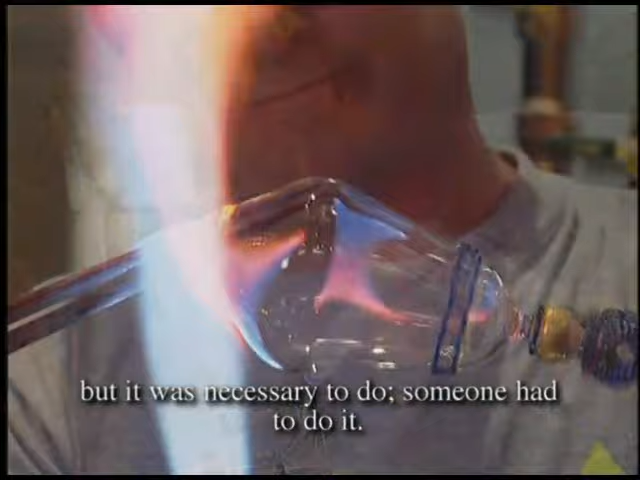 but it was necessary to do; someone had
to do it.